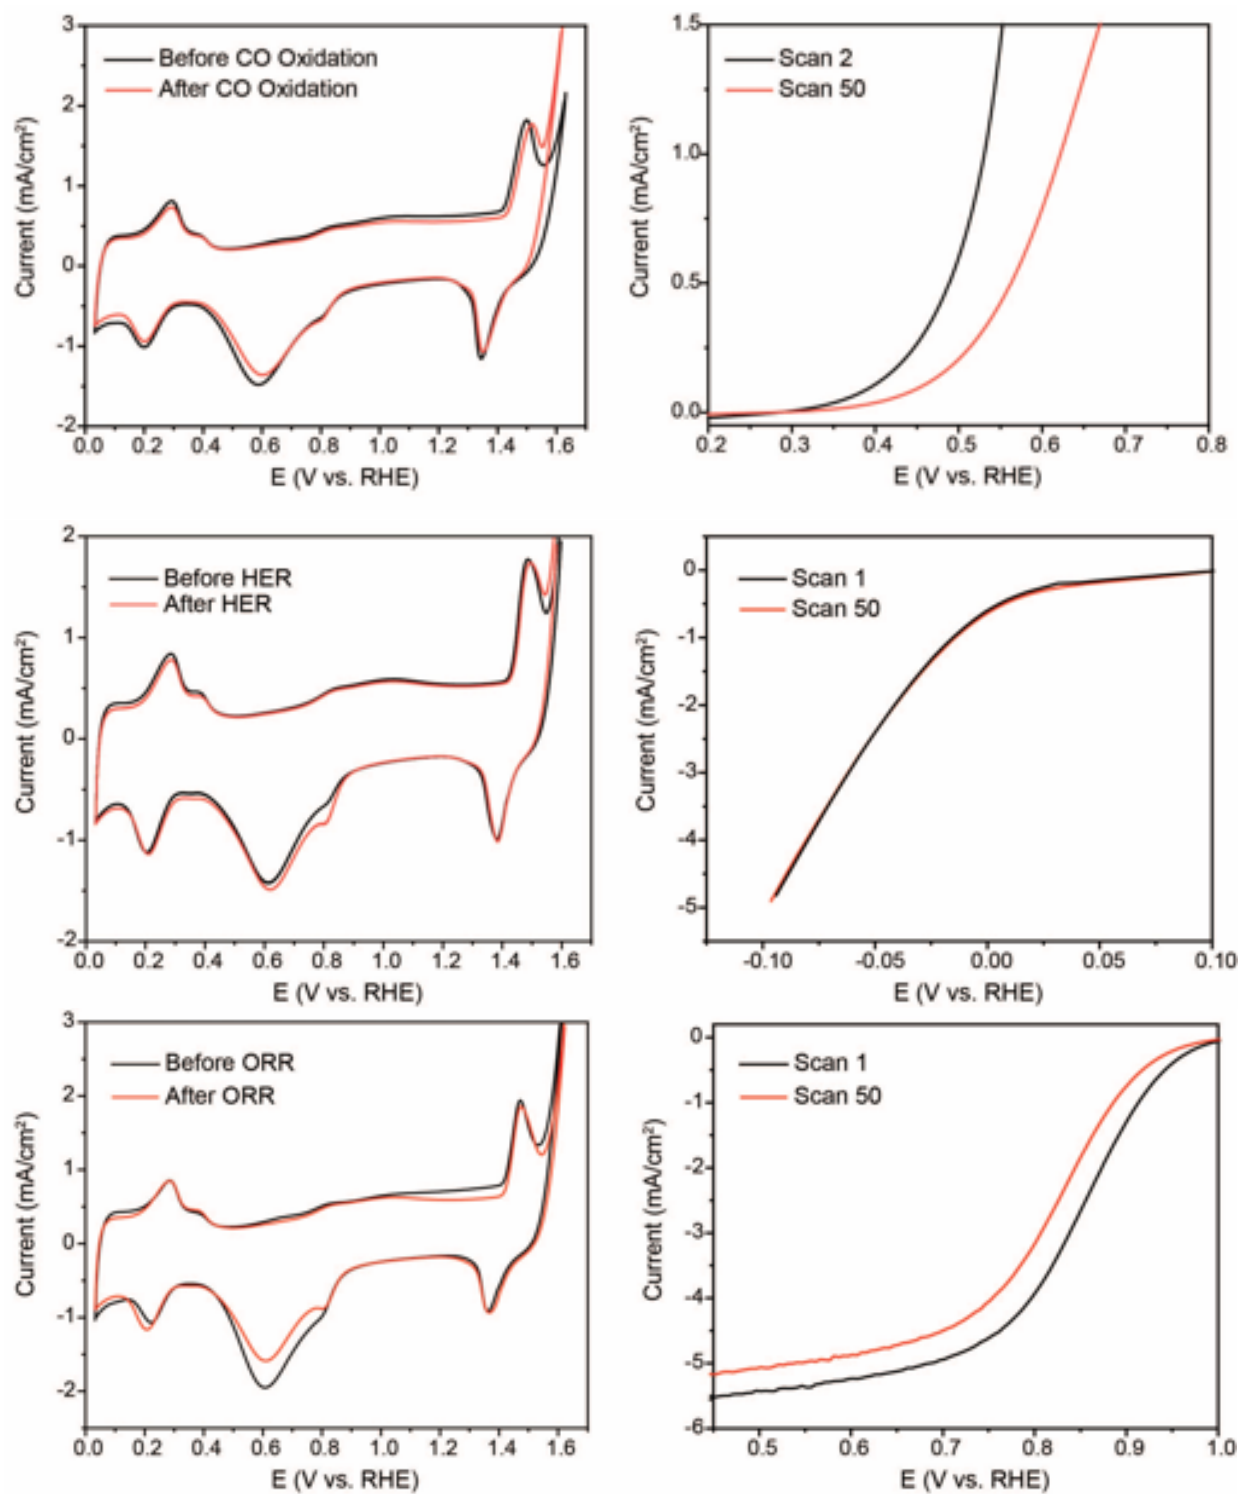 3
2
1
0
-1
-2
Current (mA/cm²)
Before CO Oxidation
After CO Oxidation
0.0 0.2 0.4 0.6 0.8 1.0 1.2 1.4 1.6
E (V vs. RHE)
1.5
1.0
0.5
0.0
Current (mA/cm²)
Scan 2
Scan 50
0.2 0.3 0.4 0.5 0.6 0.7 0.8
E (V vs. RHE)
2
1
0
-1
-2
Current (mA/cm²)
Before HER
After HER
0.0 0.2 0.4 0.6 0.8 1.0 1.2 1.4 1.6
E (V vs. RHE)
0
-1
-2
-3
-4
-5
Current (mA/cm²)
Scan 1
Scan 50
-0.10 -0.05 0.00 0.05 0.10
E (V vs. RHE)
3
2
1
0
-1
-2
Current (mA/cm²)
Before ORR
After ORR
0.0 0.2 0.4 0.6 0.8 1.0 1.2 1.4 1.6
E (V vs. RHE)
0
-1
-2
-3
-4
-5
-6
Current (mA/cm²)
Scan 1
Scan 50
0.5 0.6 0.7 0.8 0.9 1.0
E (V vs. RHE)